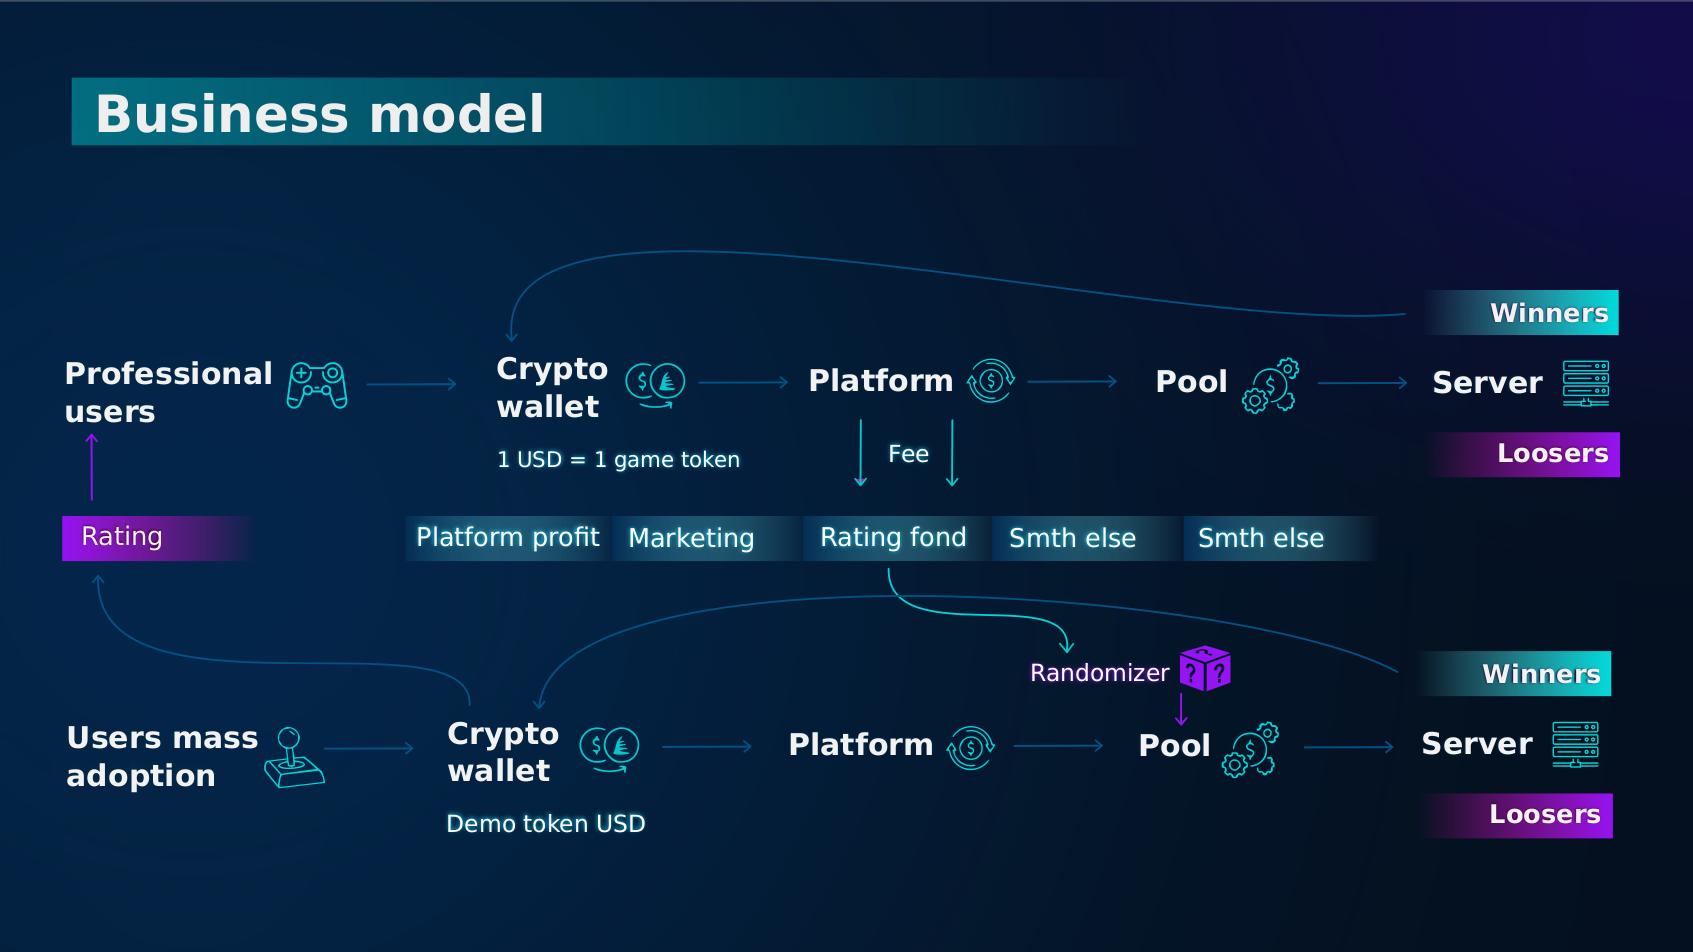 Business model
Winners
Professional
users
Crypto
wallet
Platform
Pool
Server
1 USD = 1 game token
Fee
Loosers
Rating
Platform profit
Marketing
Rating fond
Smth else
Smth else
Randomizer
Winners
Users mass
adoption
Crypto
wallet
Platform
Pool
Server
Demo token USD
Loosers